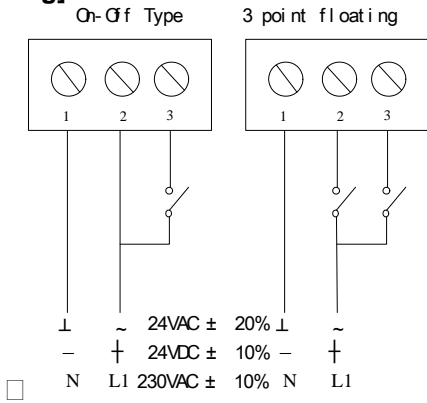 On-Off Type 3 point floating
1 2 3 1 2 3
⊥ ~ 24VAC ± 20% ⊥ ~
− + 24VDC ± 10% − +
N L1 230VAC ± 10% N L1